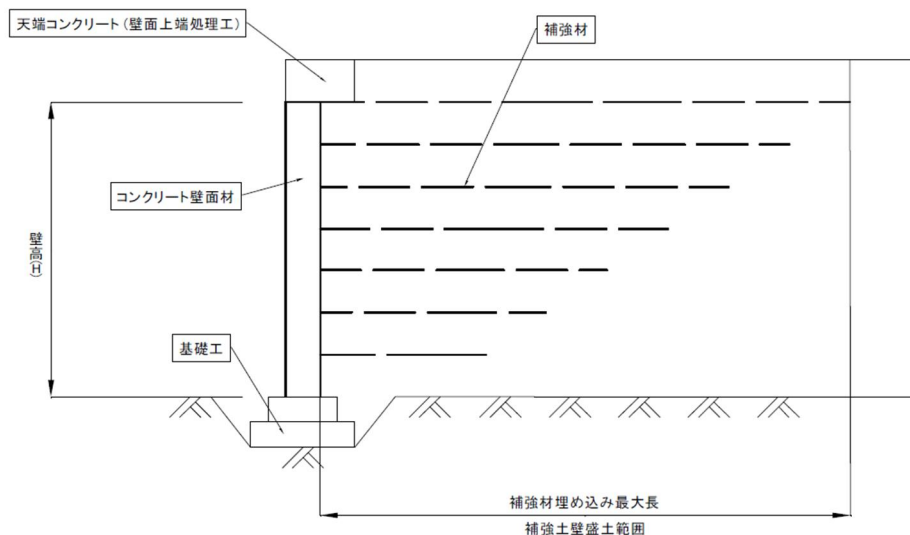 天端コンクリート(壁面上端処理工)
補強材
コンクリート壁面材
壁高(H)
基礎工
補強材埋め込み最大長
補強土壁盛土範囲